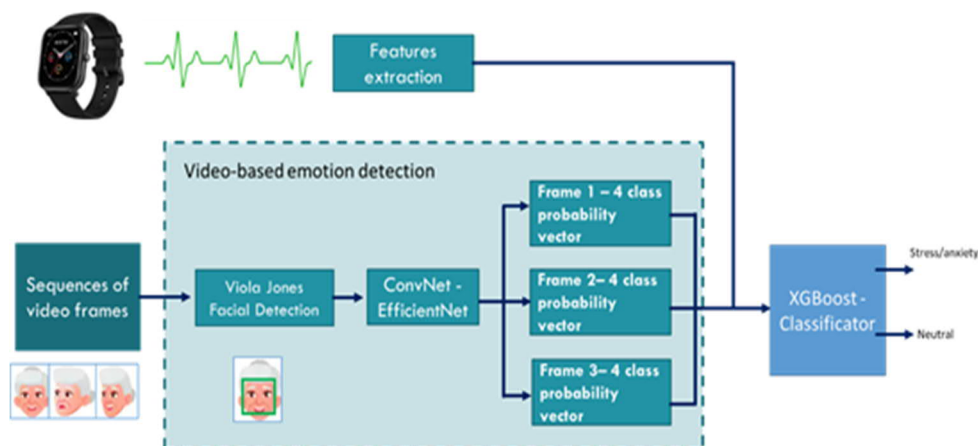 Features
extraction
Video-based emotion detection
Frame 1 – 4 class
probability
vector
Sequences of
video frames
Viola Jones
Facial Detection
ConvNet -
EfficientNet
Frame 2– 4 class
probability
vector
Frame 3– 4 class
probability
vector
XGBoost -
Classificator
Stress/anxiety
Neutral